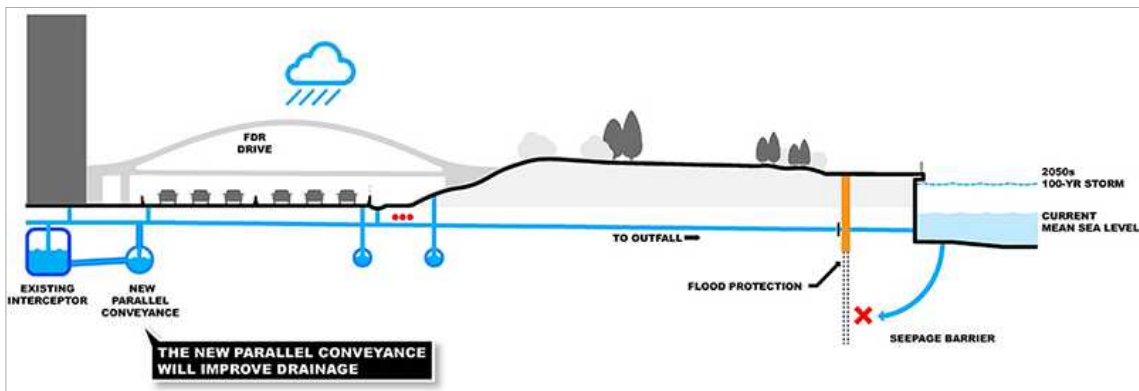 FDR
DRIVE
2050s
100-YR STORM
CURRENT
MEAN SEA LEVEL
TO OUTFALL
FLOOD PROTECTION
EXISTING
INTERCEPTOR
NEW
PARALLEL
CONVEYANCE
SEEPAGE BARRIER
THE NEW PARALLEL CONVEYANCE
WILL IMPROVE DRAINAGE